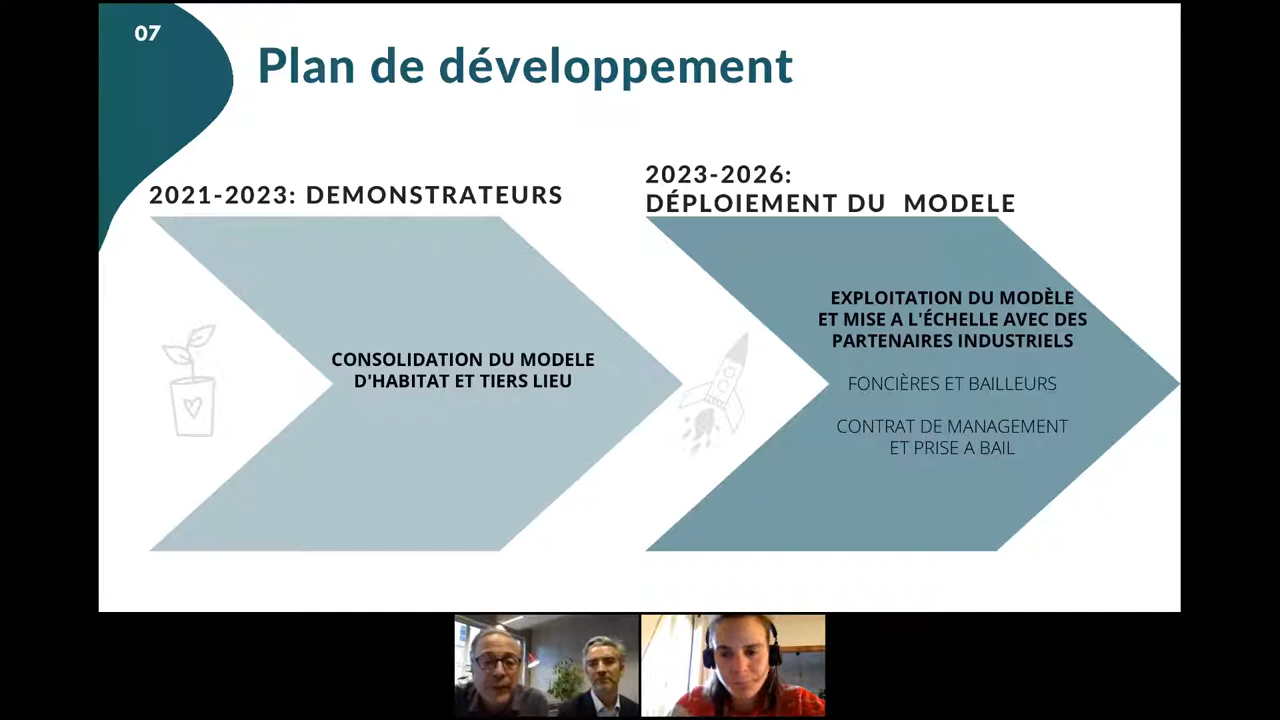 07
Plan de développement
2021-2023: DEMONSTRATEURS
CONSOLIDATION DU MODELE
D'HABITAT ET TIERS LIEU
2023-2026:
DÉPLOIEMENT DU MODELE
EXPLOITATION DU MODÈLE
ET MISE A L'ÉCHELLE AVEC DES
PARTENAIRES INDUSTRIELS
FONCIÈRES ET BAILLEURS
CONTRAT DE MANAGEMENT
ET PRISE A BAIL